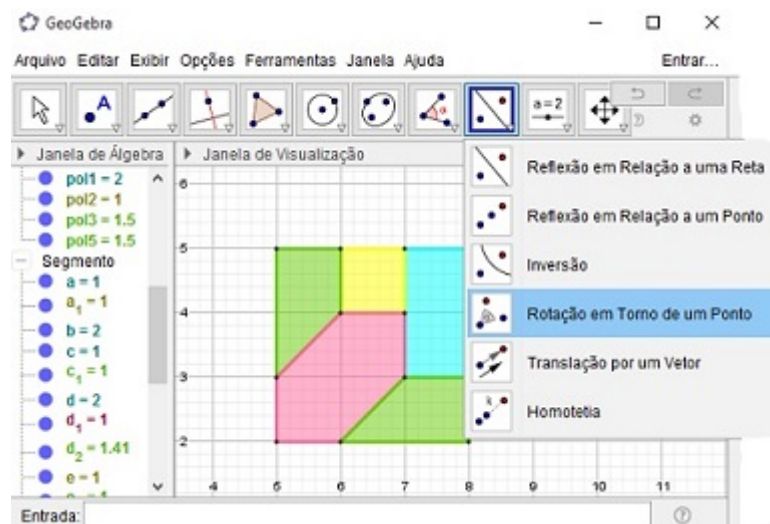 GeoGebra
Arquivo Editar Exibir Opções Ferramentas Janela Ajuda Entrar...
A
α
a=2
Janela de Álgebra
Janela de Visualização
pol1 = 2
pol2 = 1
pol3 = 1.5
pol5 = 1.5
Segmento
a = 1
a₁ = 1
b = 2
c = 1
c₁ = 1
d = 2
d₁ = 1
d₂ = 1.41
e = 1
6
5
4
3
2
4 5 6 7 8 9 10 11
Reflexão em Relação a uma Reta
Reflexão em Relação a um Ponto
Inversão
Rotação em Torno de um Ponto
Translação por um Vetor
Homotetia
Entrada: